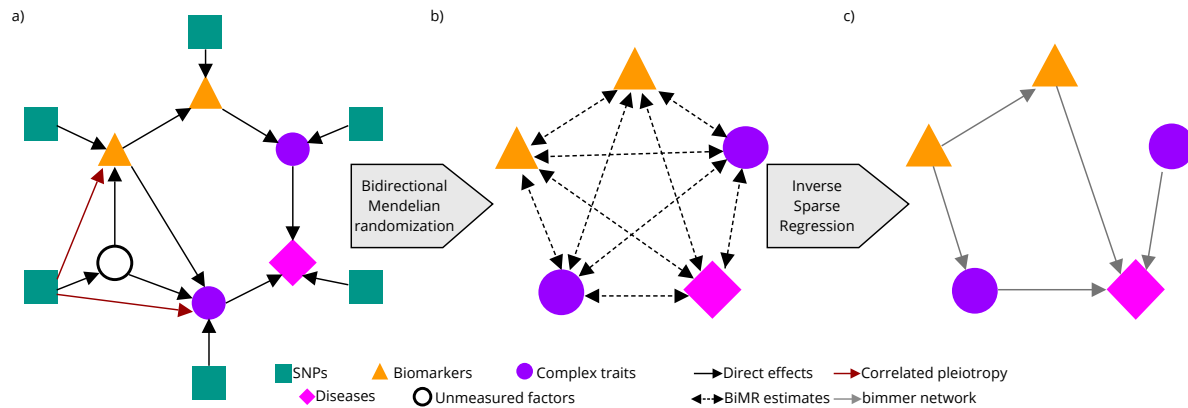 a)
b)
c)
Bidirectional
Mendelian
randomization
Inverse
Sparse
Regression
SNPs
Biomarkers
Complex traits
Direct effects
Correlated pleiotropy
Diseases
Unmeasured factors
BiMR estimates
bimmer network